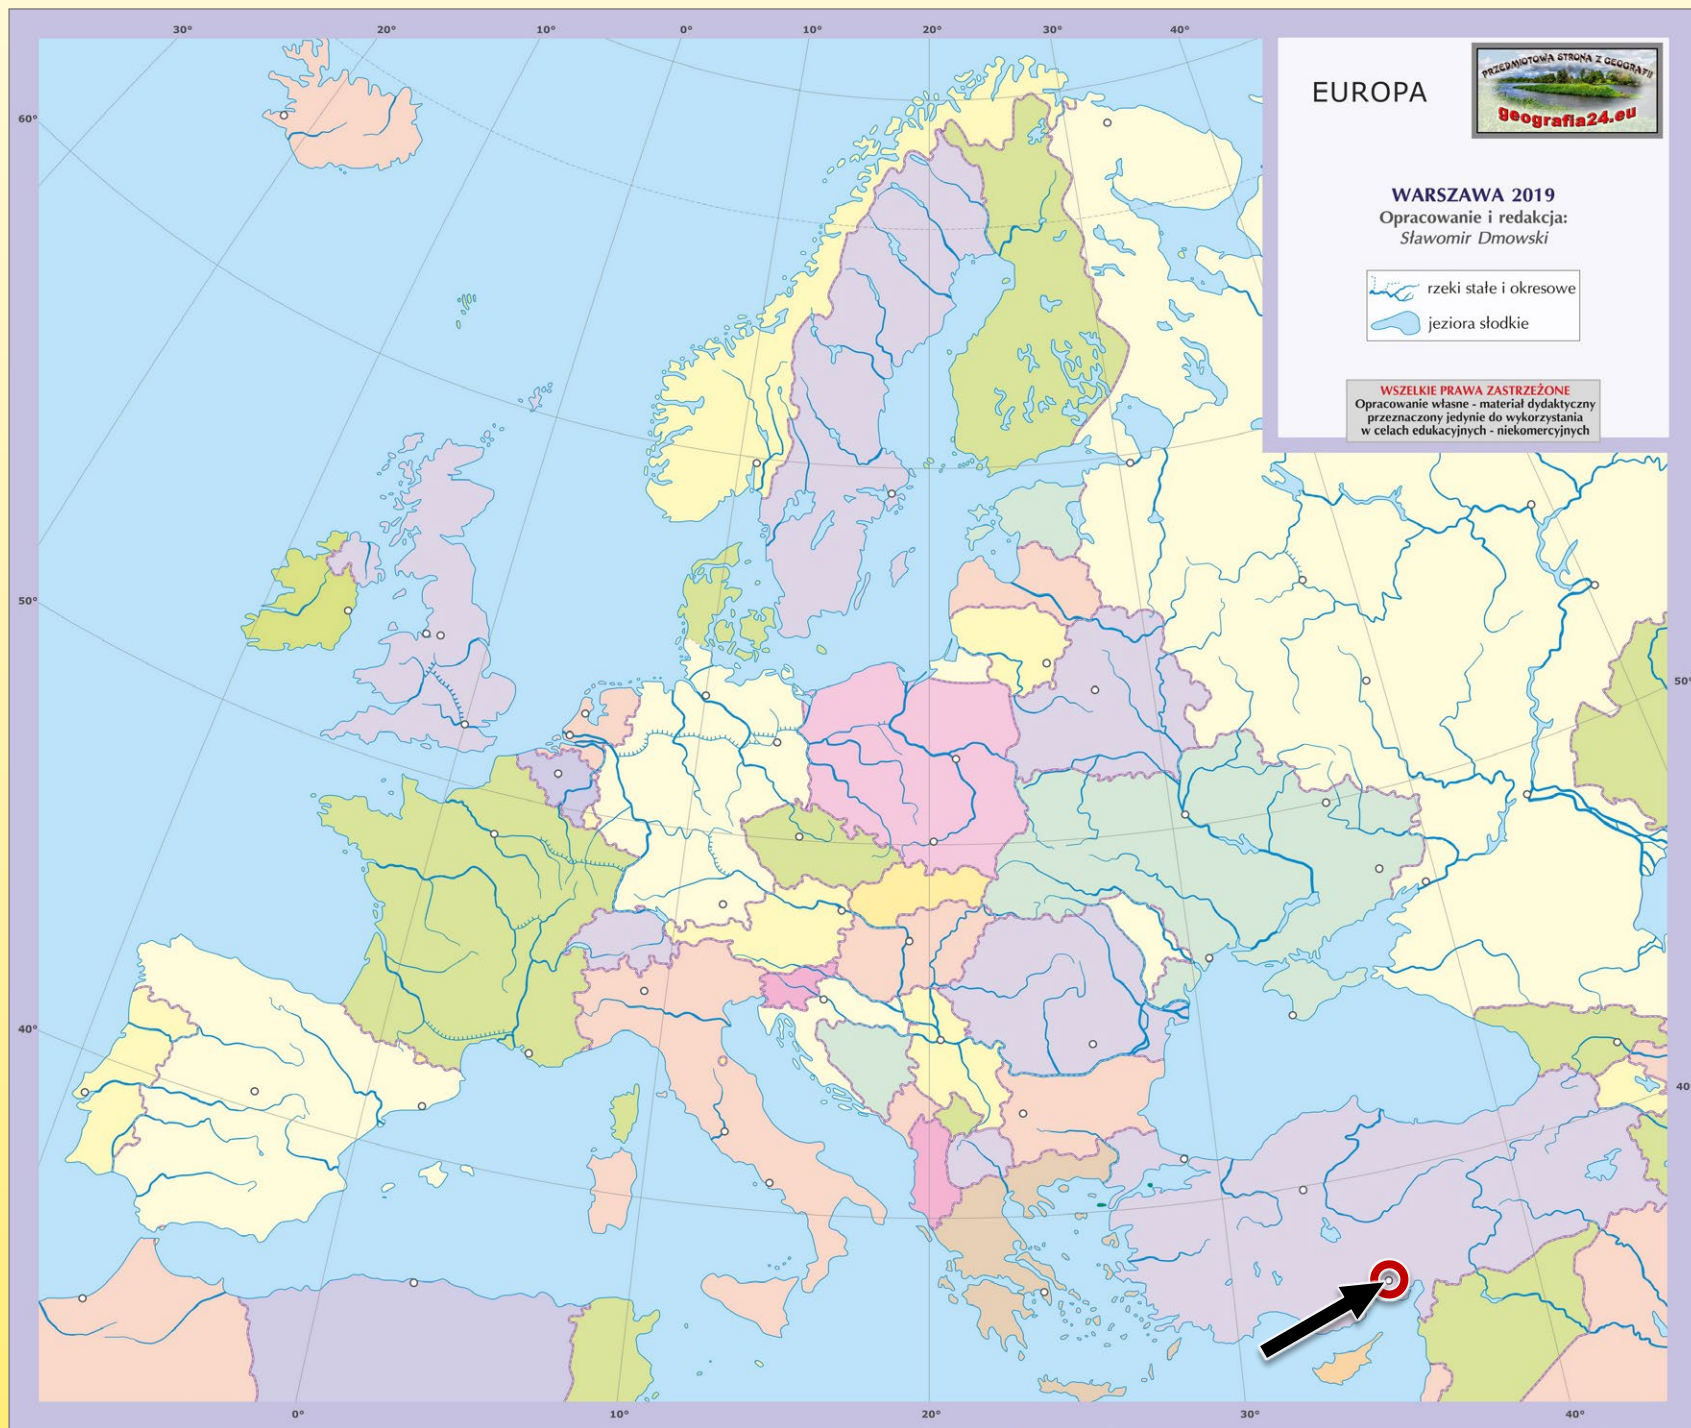 30° 20° 10° 0° 10° 20° 30° 40°
60°
50°
40°
50°
40°
0° 10° 20° 30° 40°
EUROPA
PRZEDMIOTOWA STRONA Z GEOGRAFII
geografia24.eu
WARSZAWA 2019
Opracowanie i redakcja:
Sławomir Dmowski
rzeki stałe i okresowe
jeziora słodkie
WSZELKIE PRAWA ZASTRZEŻONE
Opracowanie własne - materiał dydaktyczny
przeznaczony jedynie do wykorzystania
w celach edukacyjnych - niekomercyjnych